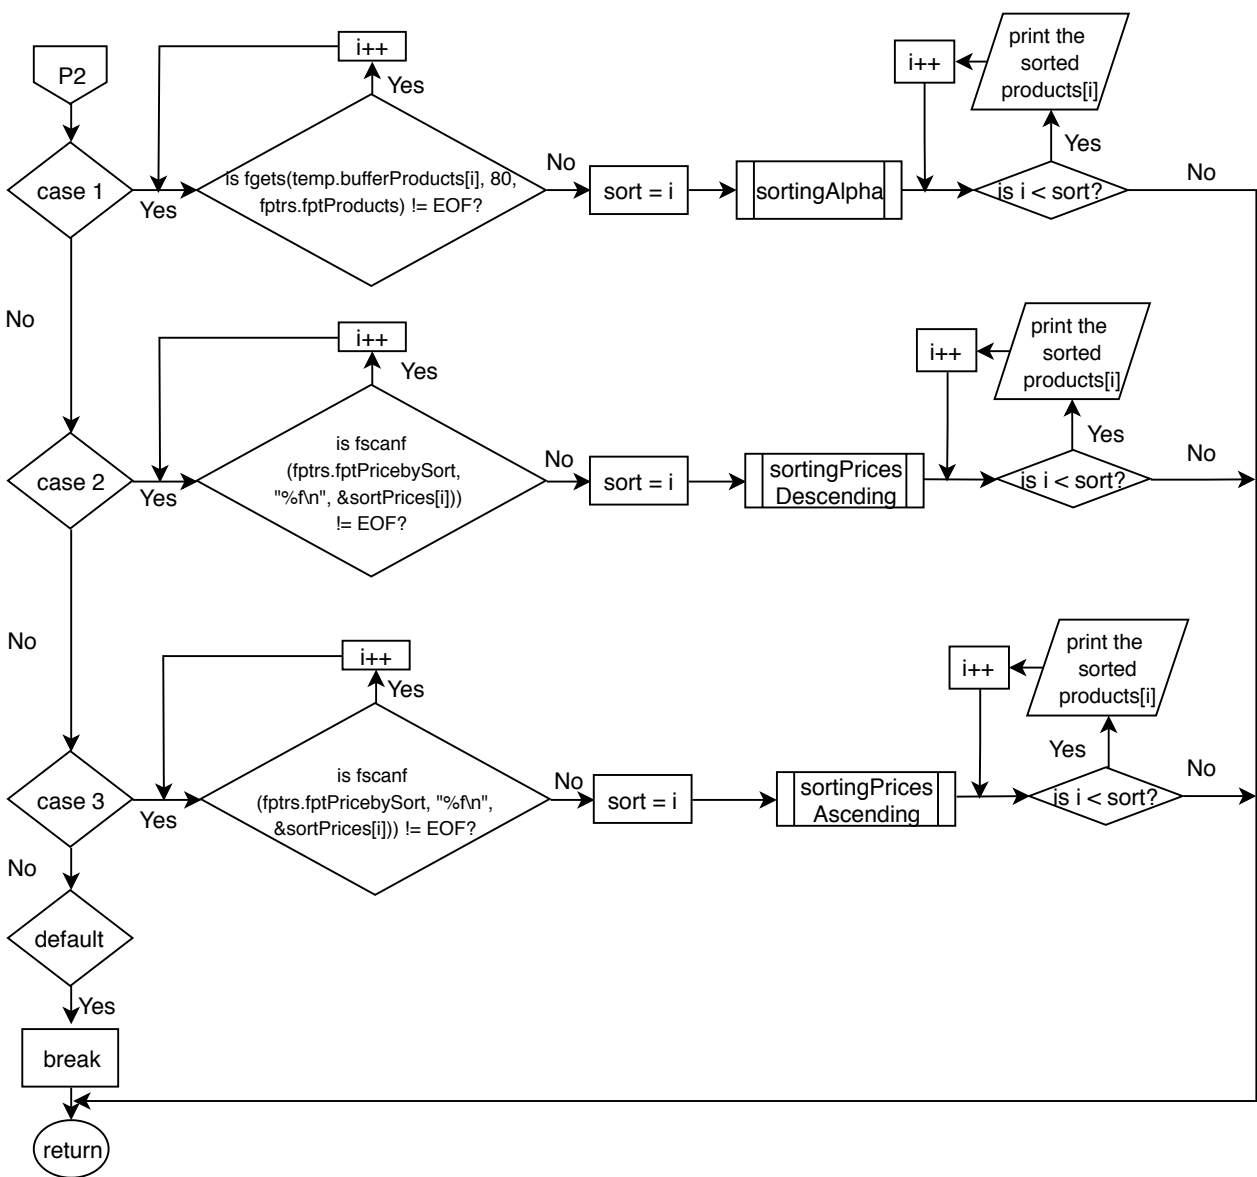 P2
case 1
Yes
i++
Yes
is fgets(temp.bufferProducts[i], 80,
fptrs.fptProducts) != EOF?
No
sort = i
sortingAlpha
i++
print the
sorted
products[i]
Yes
is i < sort?
No
No
case 2
Yes
i++
Yes
is fscanf
(fptrs.fptPricebySort,
"%f\n", &sortPrices[i]))
!= EOF?
No
sort = i
sortingPrices
Descending
i++
print the
sorted
products[i]
Yes
is i < sort?
No
No
case 3
Yes
i++
Yes
is fscanf
(fptrs.fptPricebySort, "%f\n",
&sortPrices[i])) != EOF?
No
sort = i
sortingPrices
Ascending
i++
print the
sorted
products[i]
Yes
is i < sort?
No
No
default
Yes
break
return